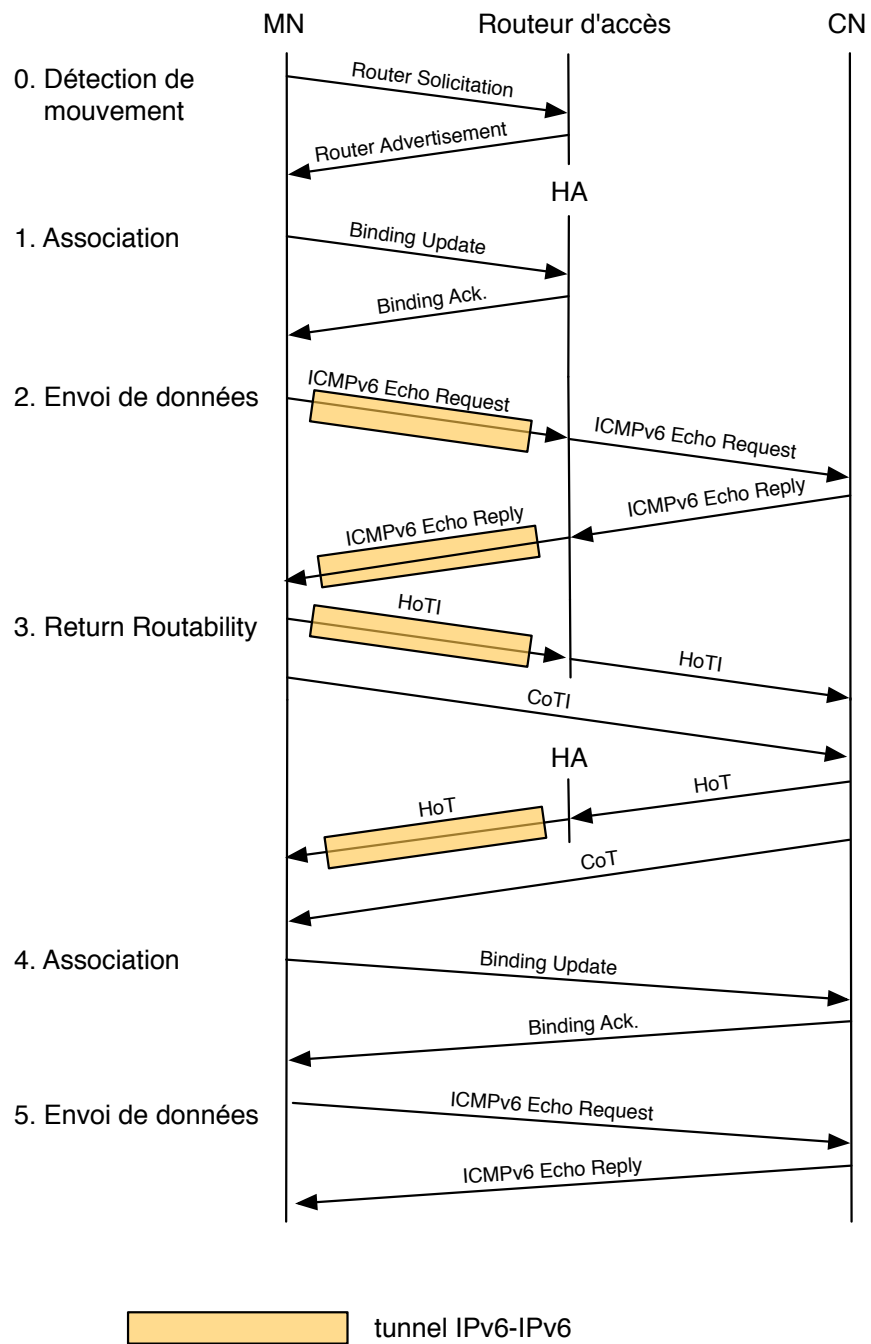 MN
Routeur d'accès
CN
0. Détection de
mouvement
Router Solicitation
Router Advertisement
HA
1. Association
Binding Update
Binding Ack.
2. Envoi de données
ICMPv6 Echo Request
ICMPv6 Echo Request
ICMPv6 Echo Reply
ICMPv6 Echo Reply
3. Return Routability
HoTI
HoTI
CoTI
HA
HoT
HoT
CoT
4. Association
Binding Update
Binding Ack.
5. Envoi de données
ICMPv6 Echo Request
ICMPv6 Echo Reply
tunnel IPv6-IPv6